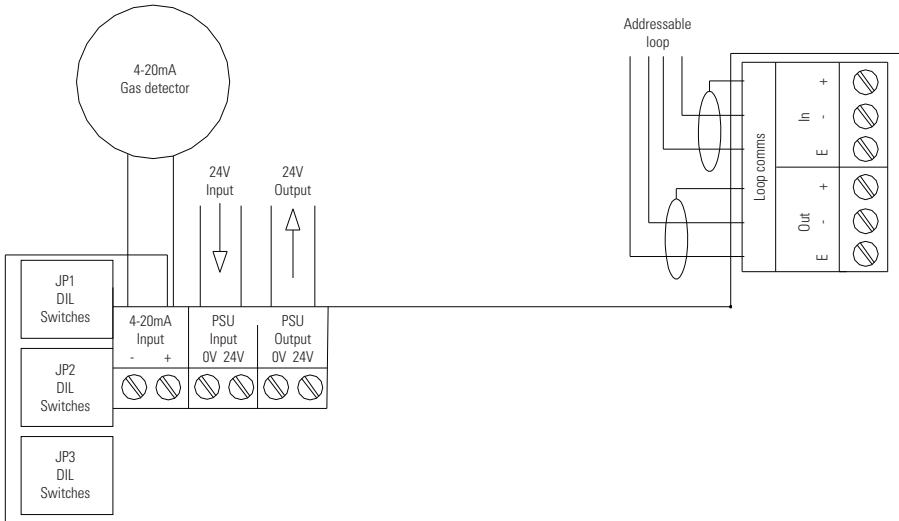 4-20mA
Gas detector
24V
Input
24V
Output
Addressable
loop
Loop comms
In
+
-
E
Out
+
-
E
JP1
DIL
Switches
JP2
DIL
Switches
JP3
DIL
Switches
4-20mA
Input
- +
PSU
Input
0V 24V
PSU
Output
0V 24V